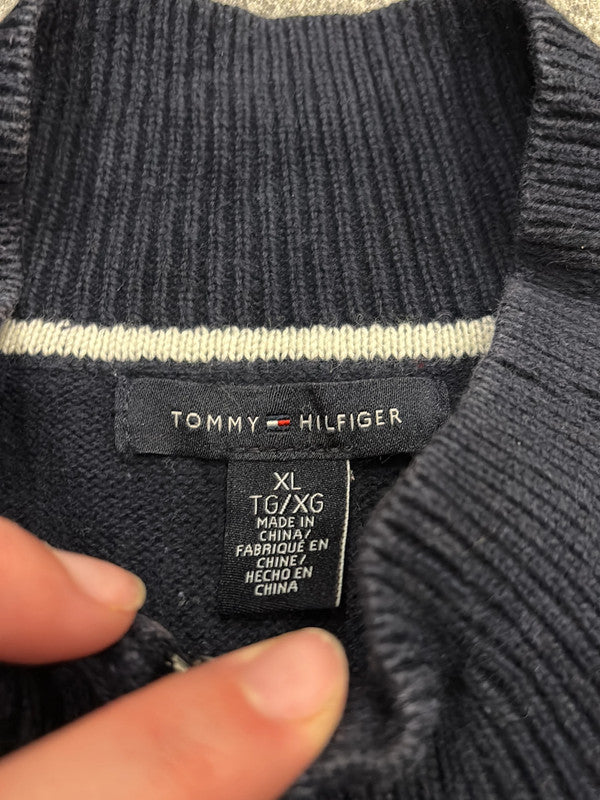 TOMMY HILFIGER
XL
TG/XG
MADE IN
CHINA/
FABRIQUÉ EN
CHINE/
HECHO EN
CHINA